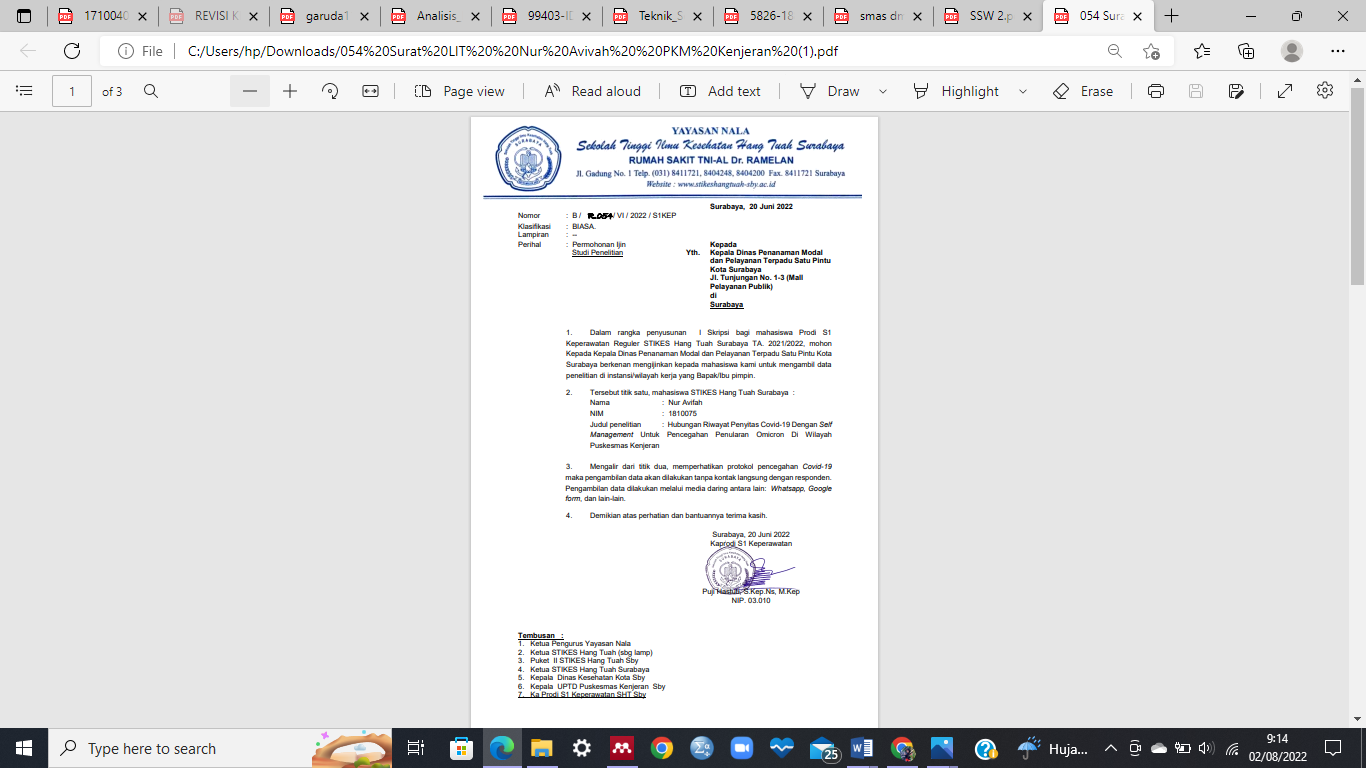 1710040
REVISI K
garuda1
Analisis_
99403-ID
Teknik_S
5826-18
smas dn
SSW 2.p
054 Sura
File
C:/Users/hp/Downloads/054%20Surat%20LIT%20%20Nur%20Avivah%20%20PKM%20Kenjeran%20(1).pdf
1 of 3
Page view
Read aloud
Add text
Draw
Highlight
Erase
YAYASAN NALA
Sekolah Tinggi Ilmu Kesehatan Hang Tuah Surabaya
RUMAH SAKIT TNI-AL Dr. RAMELAN
Jl. Gadung No. 1 Telp. (031) 8411721, 8404248, 8404200 Fax. 8411721 Surabaya
Website : www.stikeshangtuah-sby.ac.id
Surabaya, 20 Juni 2022
Nomor : B / R.054 / VI / 2022 / S1KEP
Klasifikasi : BIASA.
Lampiran : --
Perihal : Permohonan Ijin
Studi Penelitian
Kepada
Yth. Kepala Dinas Penanaman Modal
dan Pelayanan Terpadu Satu Pintu
Kota Surabaya
Jl. Tunjungan No. 1-3 (Mall
Pelayanan Publik)
di
Surabaya
1. Dalam rangka penyusunan I Skripsi bagi mahasiswa Prodi S1
Keperawatan Reguler STIKES Hang Tuah Surabaya TA. 2021/2022, mohon
Kepada Kepala Dinas Penanaman Modal dan Pelayanan Terpadu Satu Pintu Kota
Surabaya berkenan mengijinkan kepada mahasiswa kami untuk mengambil data
penelitian di instansi/wilayah kerja yang Bapak/Ibu pimpin.
2. Tersebut titik satu, mahasiswa STIKES Hang Tuah Surabaya :
Nama : Nur Avifah
NIM : 1810075
Judul penelitian : Hubungan Riwayat Penyitas Covid-19 Dengan Self
Management Untuk Pencegahan Penularan Omicron Di Wilayah
Puskesmas Kenjeran
3. Mengalir dari titik dua, memperhatikan protokol pencegahan Covid-19
maka pengambilan data akan dilakukan tanpa kontak langsung dengan responden.
Pengambilan data dilakukan melalui media daring antara lain: Whatsapp, Google
form, dan lain-lain.
4. Demikian atas perhatian dan bantuannya terima kasih.
Surabaya, 20 Juni 2022
Kaprodi S1 Keperawatan
SURABAYA
Puji Hastuti, S.Kep.Ns, M.Kep
NIP. 03.010
Tembusan :
1. Ketua Pengurus Yayasan Nala
2. Ketua STIKES Hang Tuah (sbg lamp)
3. Puket II STIKES Hang Tuah Sby
4. Ketua STIKES Hang Tuah Surabaya
5. Kepala Dinas Kesehatan Kota Sby
6. Kepala UPTD Puskesmas Kenjeran Sby
7. Ka Prodi S1 Keperawatan SHT Sby
Type here to search
25
Huja...
9:14
02/08/2022